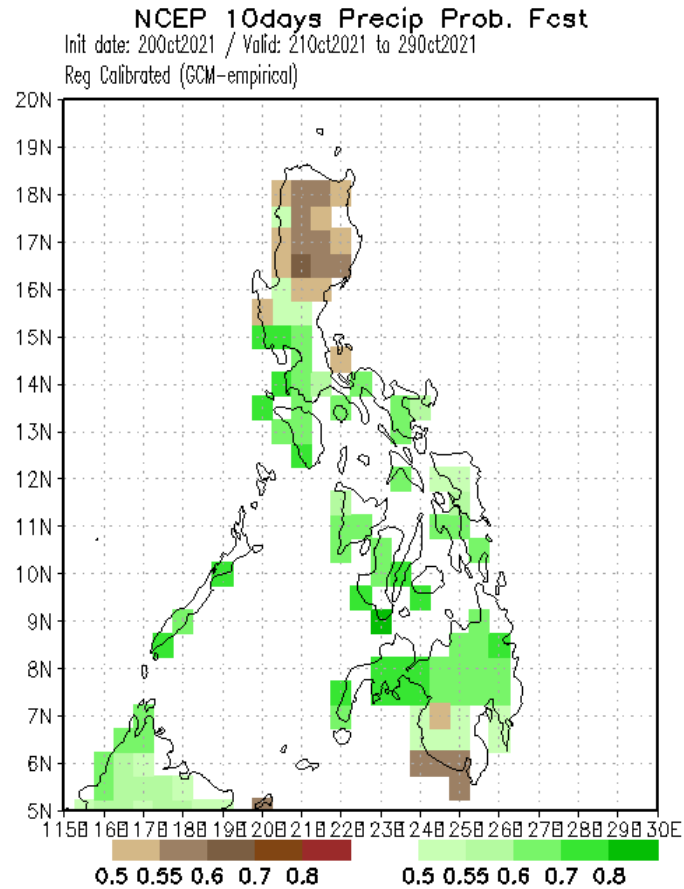 NCEP 10days Precip Prob. Fcst
Init date: 20Oct2021 / Valid: 21Oct2021 to 29Oct2021
Reg Calibrated (GCM-empirical)
20N
19N
18N
17N
16N
15N
14N
13N
12N
11N
10N
9N
8N
7N
6N
5N
115E 116E 117E 118E 119E 120E 121E 122E 123E 124E 125E 126E 127E 128E 129E 130E
0.5 0.55 0.6 0.7 0.8 0.5 0.55 0.6 0.7 0.8